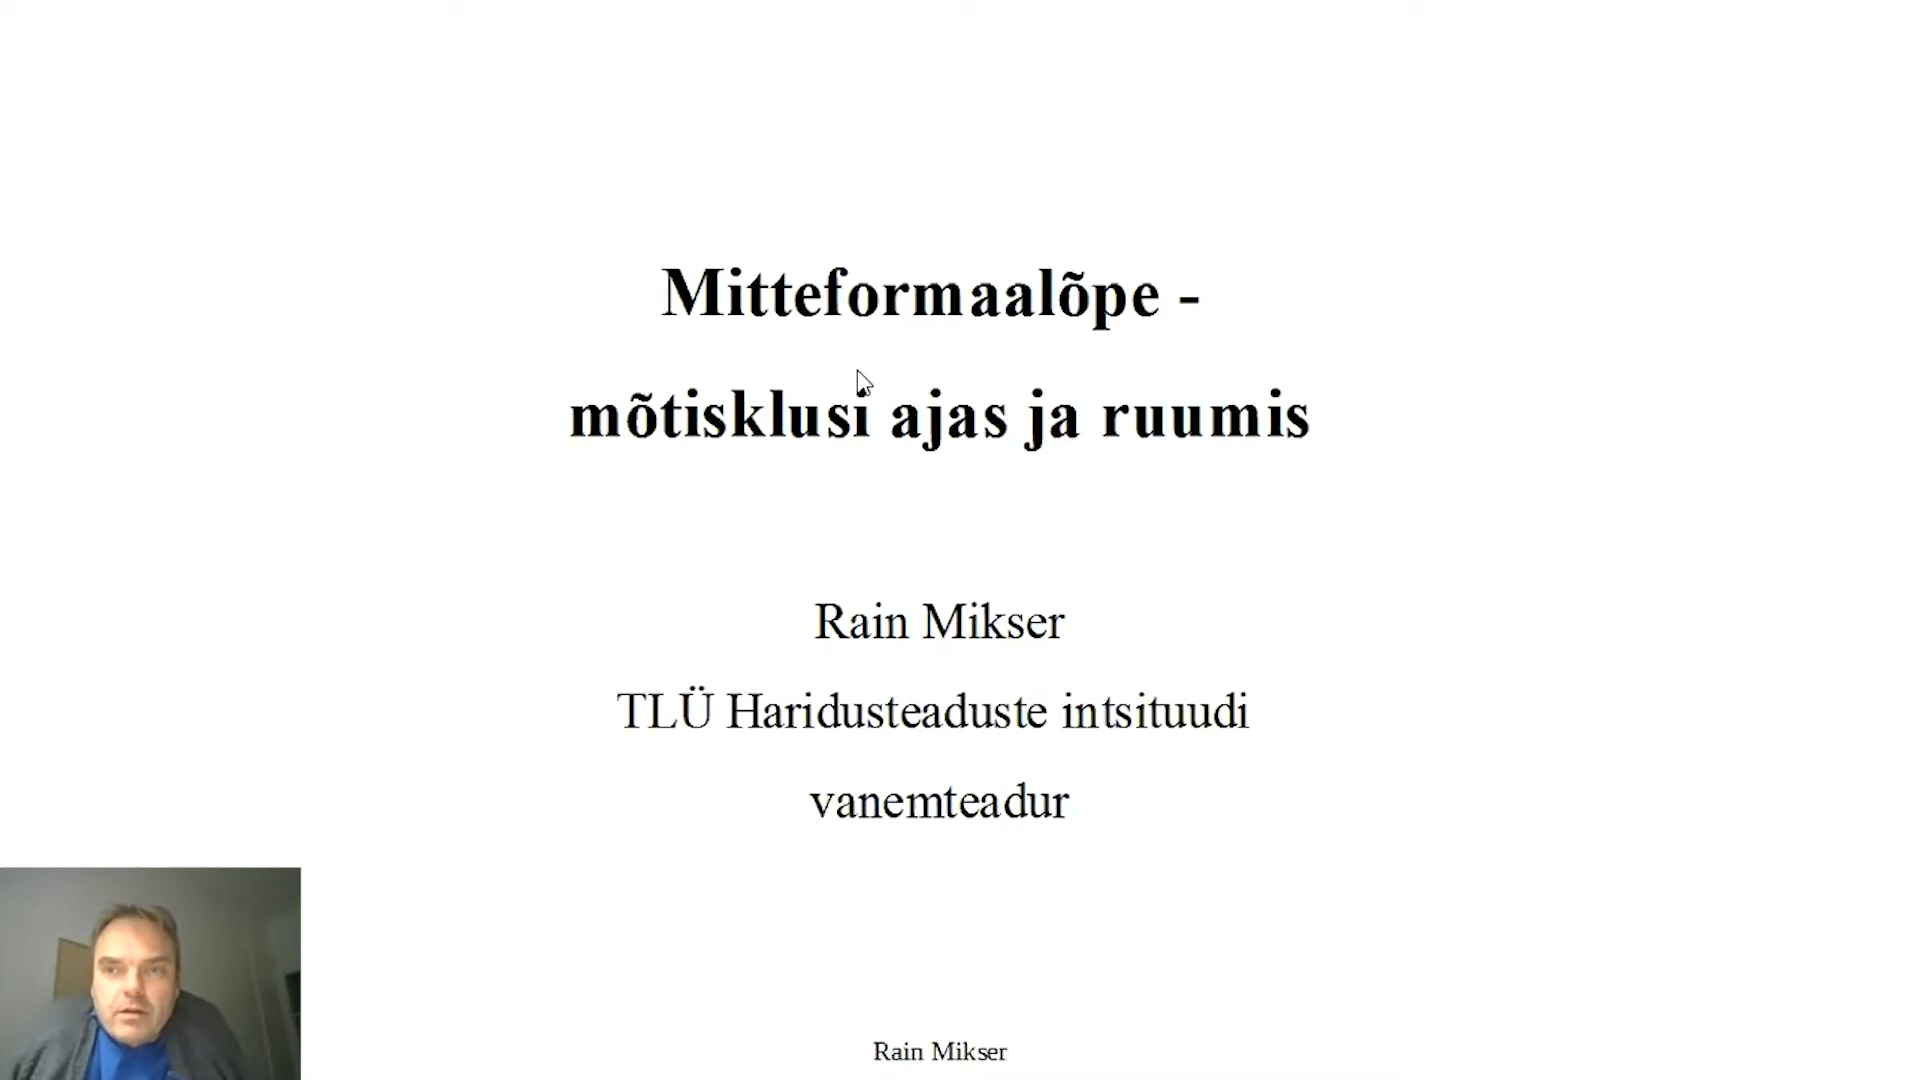 Mitteformaalõpe -
mõtisklusi ajas ja ruumis
Rain Mikser
TLÜ Haridusteaduste intsituudi
vanemteadur
Rain Mikser